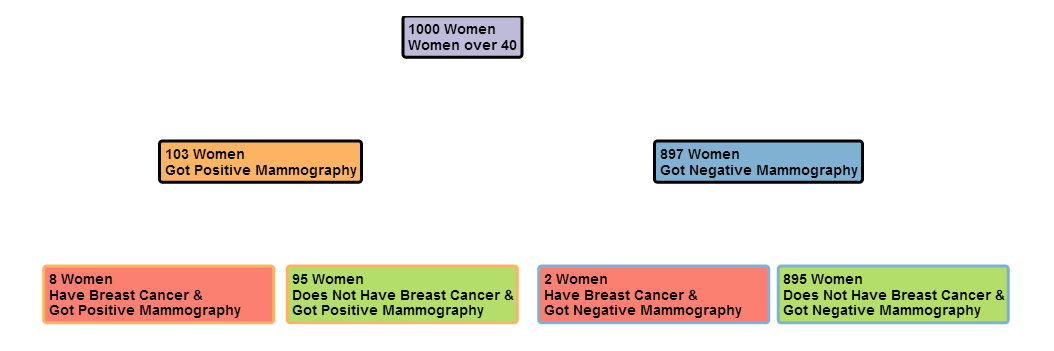 1000 Women
Women over 40
103 Women
Got Positive Mammography
897 Women
Got Negative Mammography
8 Women
Have Breast Cancer &
Got Positive Mammography
95 Women
Does Not Have Breast Cancer &
Got Positive Mammography
2 Women
Have Breast Cancer &
Got Negative Mammography
895 Women
Does Not Have Breast Cancer &
Got Negative Mammography